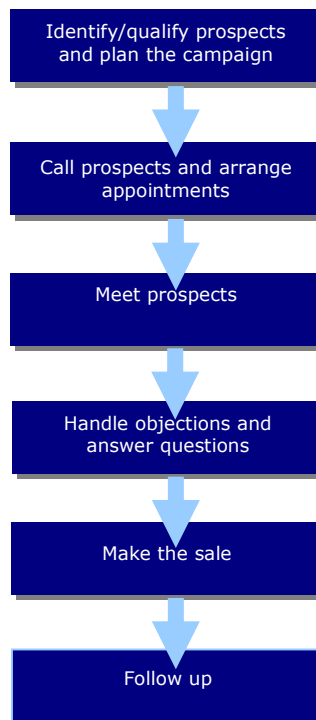 Identify/qualify prospects
and plan the campaign
Call prospects and arrange
appointments
Meet prospects
Handle objections and
answer questions
Make the sale
Follow up